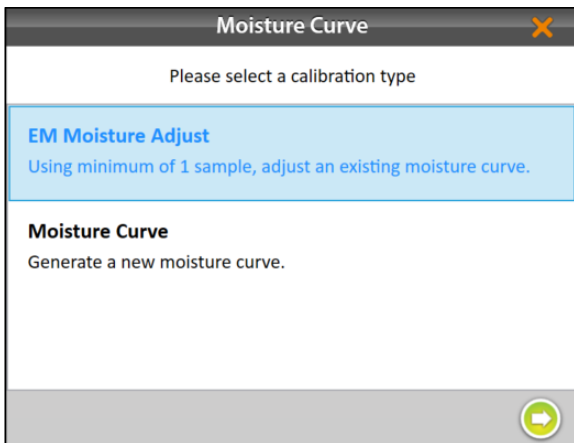 Moisture Curve
Please select a calibration type
EM Moisture Adjust
Using minimum of 1 sample, adjust an existing moisture curve.
Moisture Curve
Generate a new moisture curve.